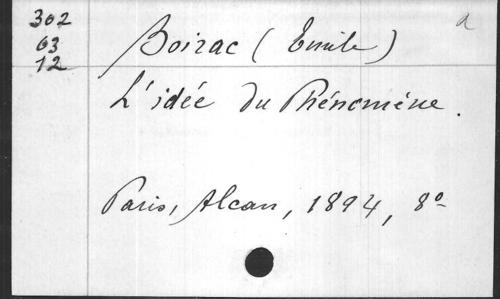 302
63
12
a
Boirac (Emile)
L'idée du Phénomène.
Paris, Alcan, 1894, 8°